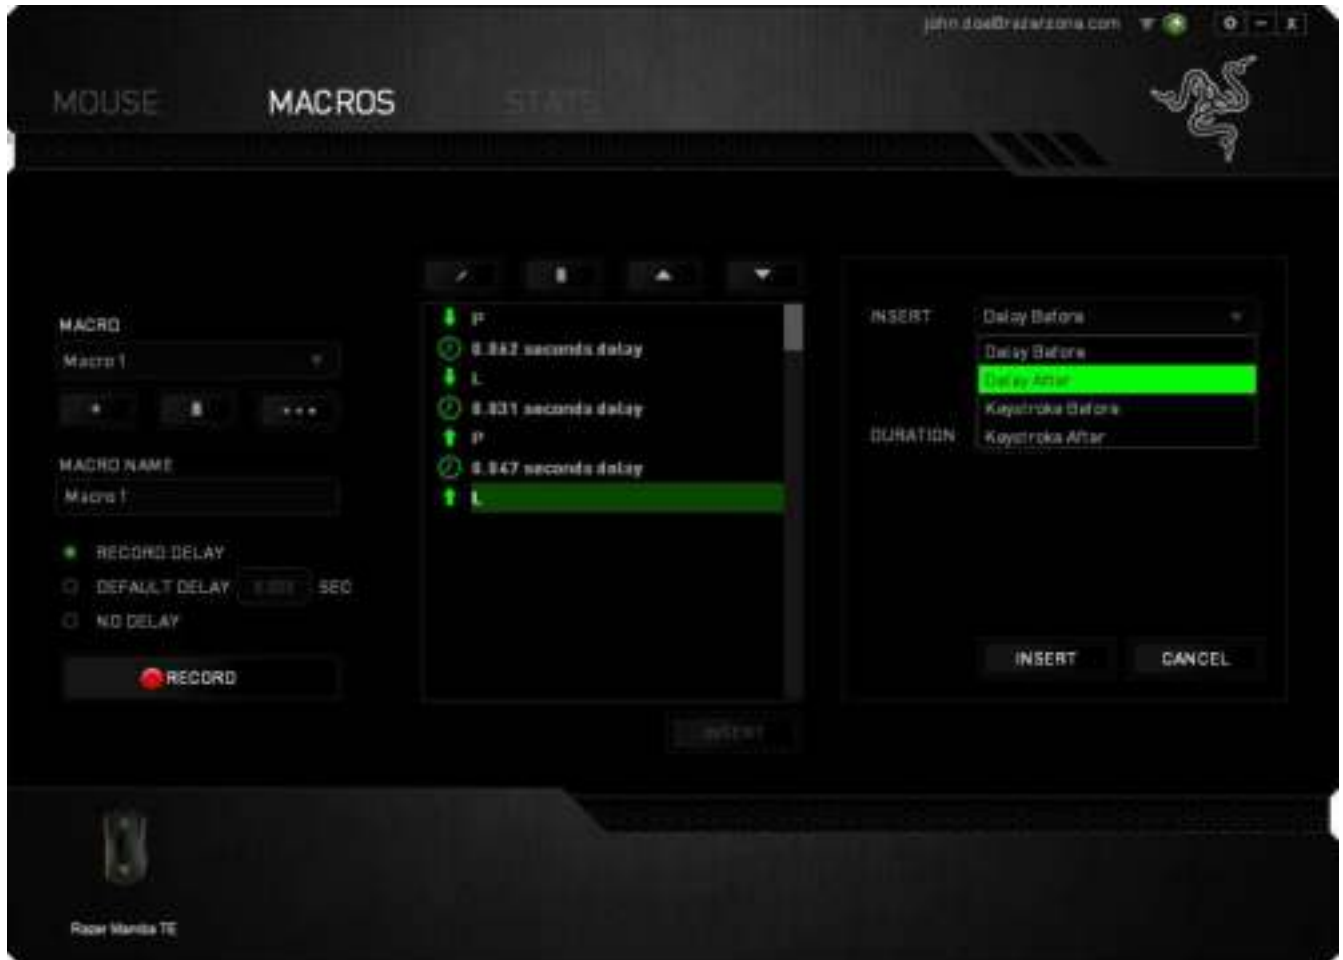 MOUSE
MACROS
STATS
MACRO
Macro 1
MACRO NAME
Macro 1
RECORD DELAY
DEFAULT DELAY
SEC
NO DELAY
RECORD
P
seconds delay
L
seconds delay
P
seconds delay
L
INSERT
INSERT
Delay Before
Delay Before
Delay After
Keystroke Before
DURATION
Keystroke After
INSERT
CANCEL
Razer Mamba TE